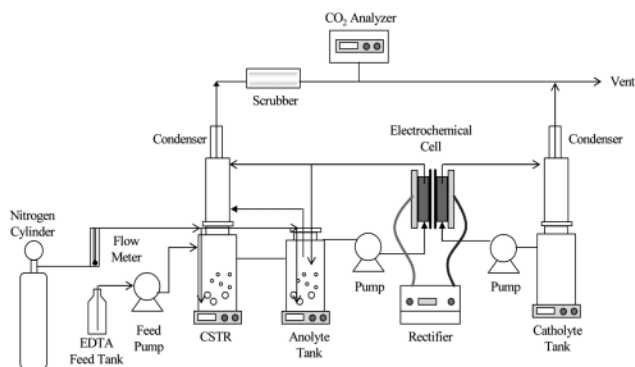 CO₂ Analyzer
Scrubber
Vent
Condenser
Electrochemical
Cell
Condenser
Nitrogen
Cylinder
Flow
Meter
Pump
Pump
EDTA
Feed Tank
Feed
Pump
CSTR
Anolyte
Tank
Rectifier
Catholyte
Tank